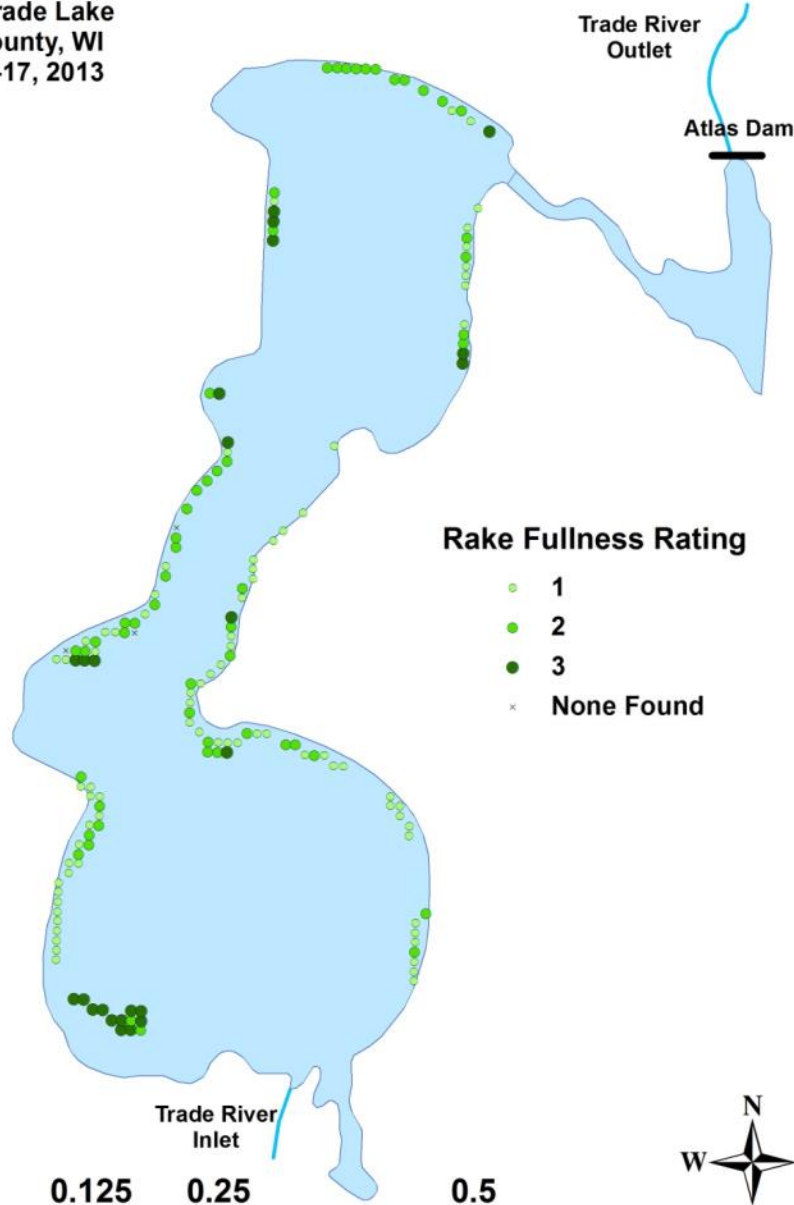 rade Lake
ounty, WI
-17, 2013
Trade River
Outlet
Atlas Dam
Rake Fullness Rating
1
2
3
None Found
Trade River
Inlet
N
W
0.125 0.25 0.5